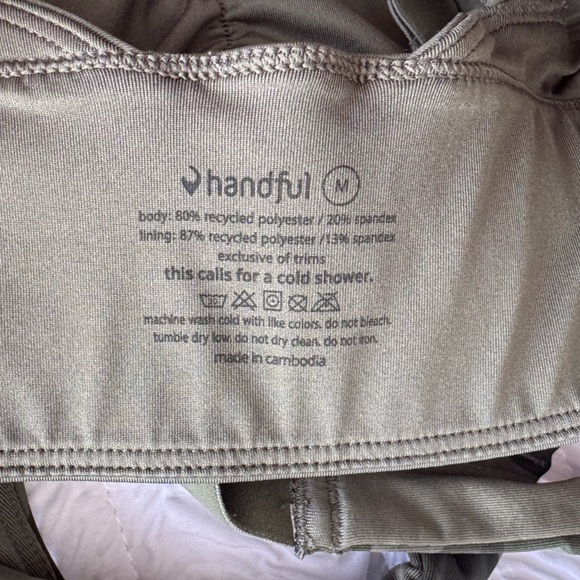 handful M
body: 80% recycled polyester / 20% spandex
lining: 87% recycled polyester /13% spandex
exclusive of trims
this calls for a cold shower.
machine wash cold with like colors. do not bleach.
tumble dry low. do not dry clean. do not iron.
made in cambodia